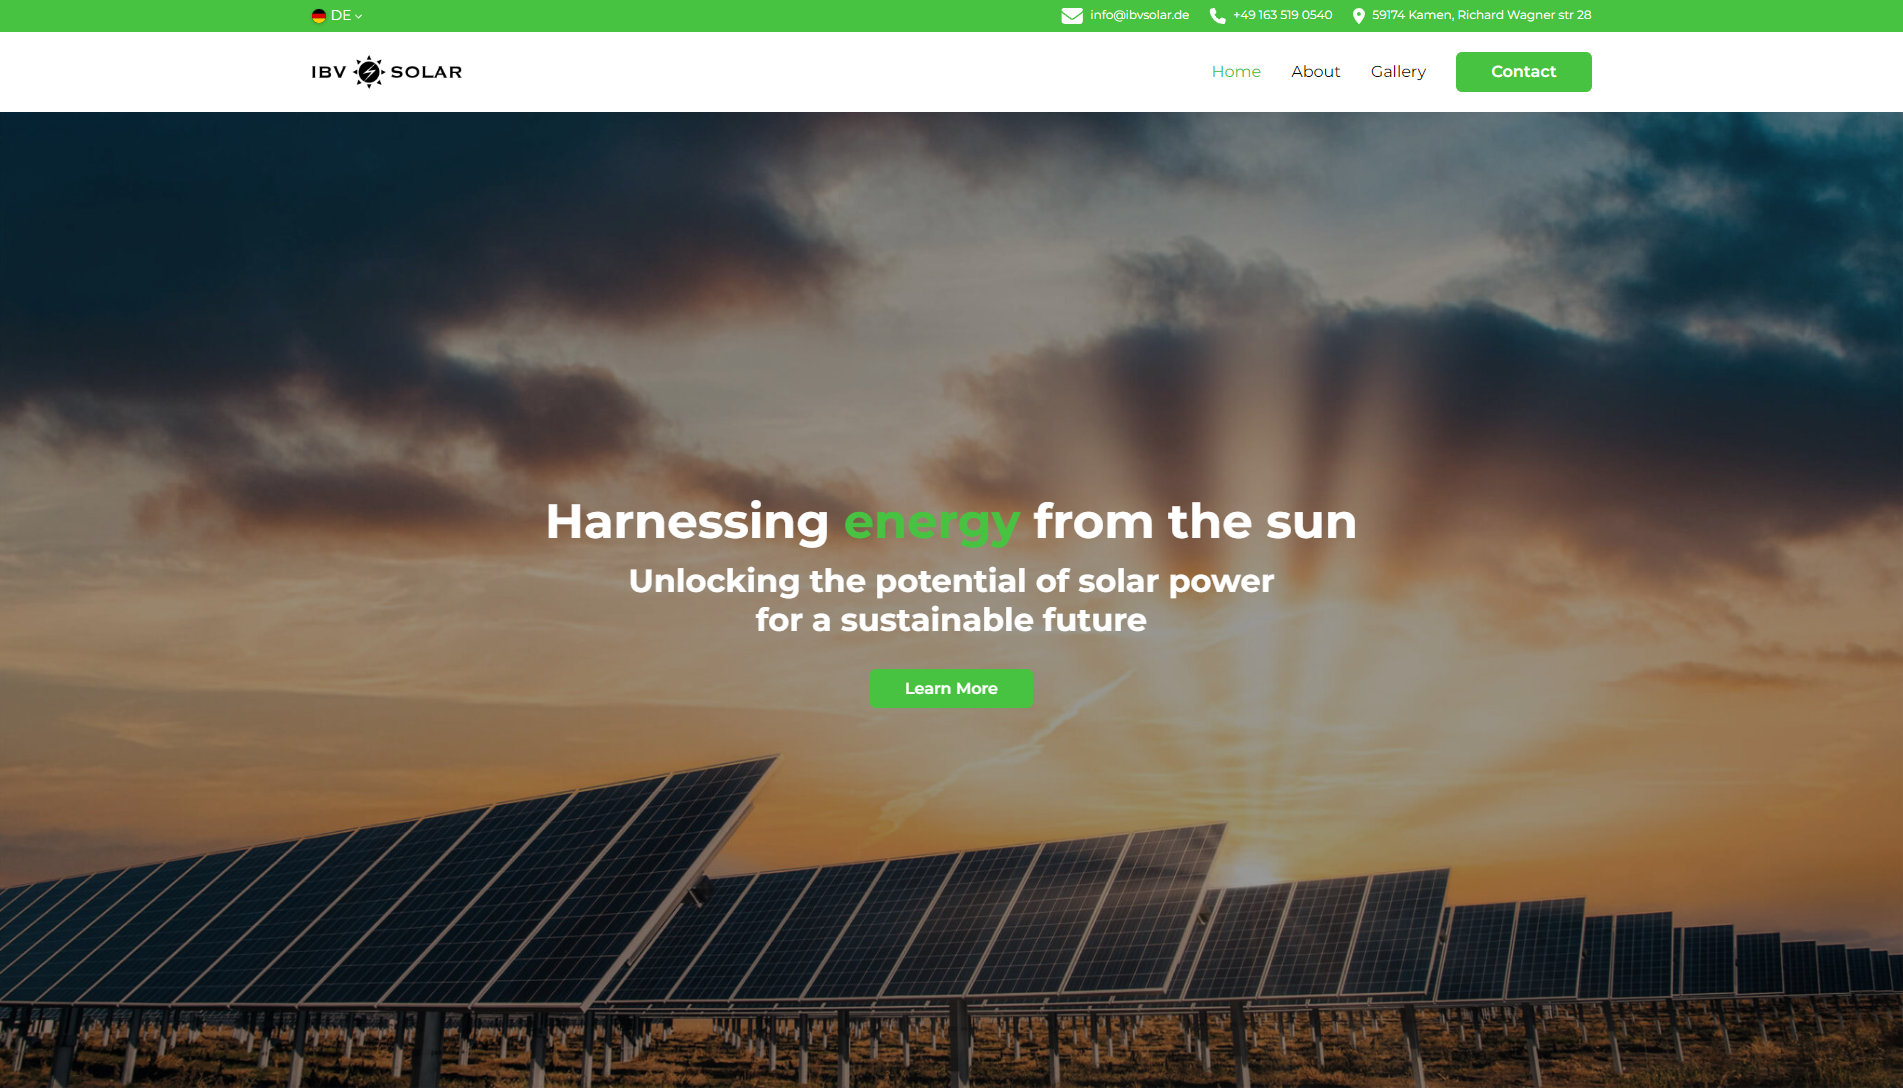 DE
info@ibvsolar.de
+49 163 519 0540
59174 Kamen, Richard Wagner str 28
IBV SOLAR
Home
About
Gallery
Contact
Harnessing energy from the sun
Unlocking the potential of solar power
for a sustainable future
Learn More